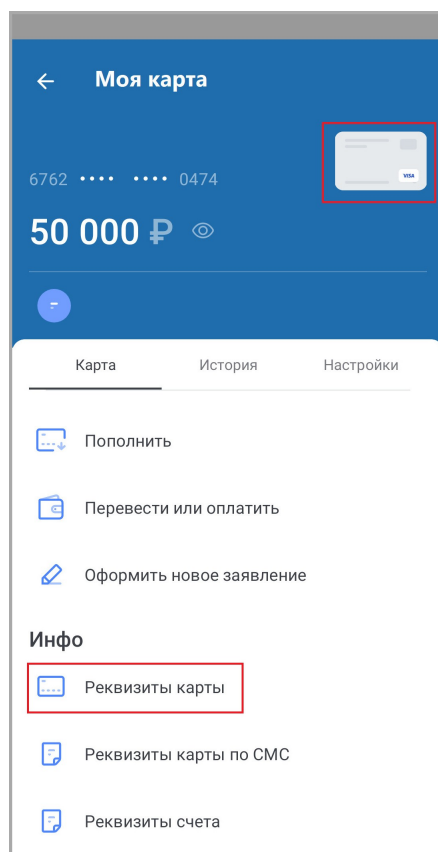 Моя карта
VISA
6762 •••• •••• 0474
50 000 ₽
Карта История Настройки
Пополнить
Перевести или оплатить
Оформить новое заявление
Инфо
Реквизиты карты
Реквизиты карты по СМС
Реквизиты счета